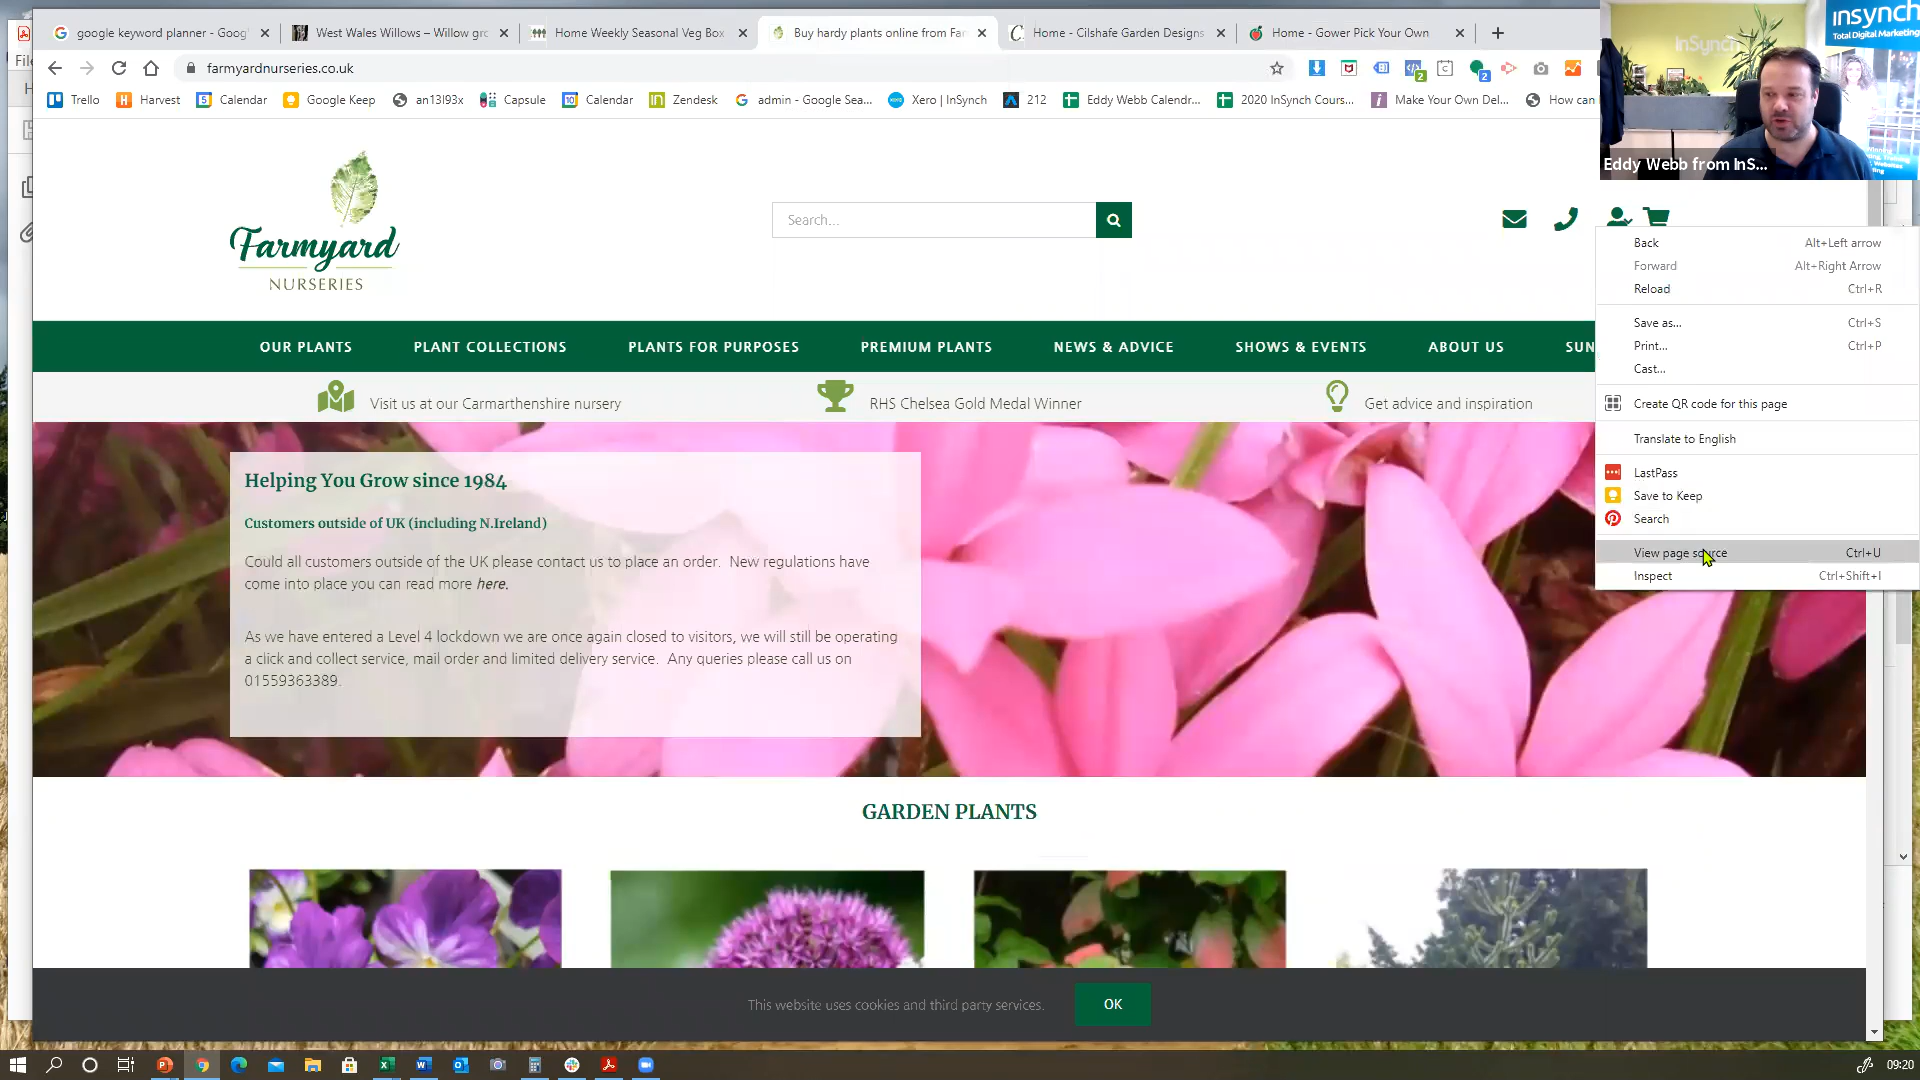 google keyword planner - Goog
West Wales Willows – Willow gro
Home Weekly Seasonal Veg Box
Buy hardy plants online from Far
Home - Cilshafe Garden Designs
Home - Gower Pick Your Own
farmyardnurseries.co.uk
Trello
Harvest
Calendar
Google Keep
an13l93x
Capsule
Calendar
Zendesk
admin - Google Sea...
Xero | InSynch
212
Eddy Webb Calendr...
2020 InSynch Cours...
Make Your Own Del...
How can
insynch
Total Digital Marketing
InSynch
Eddy Webb from InS...
Farmyard
NURSERIES
Search...
OUR PLANTS
PLANT COLLECTIONS
PLANTS FOR PURPOSES
PREMIUM PLANTS
NEWS & ADVICE
SHOWS & EVENTS
ABOUT US
SUN
Visit us at our Carmarthenshire nursery
RHS Chelsea Gold Medal Winner
Get advice and inspiration
Back Alt+Left arrow
Forward Alt+Right Arrow
Reload Ctrl+R
Save as... Ctrl+S
Print... Ctrl+P
Cast...
Create QR code for this page
Translate to English
LastPass
Save to Keep
Search
View page source Ctrl+U
Inspect Ctrl+Shift+I
Helping You Grow since 1984
Customers outside of UK (including N.Ireland)
Could all customers outside of the UK please contact us to place an order. New regulations have
come into place you can read more here.
As we have entered a Level 4 lockdown we are once again closed to visitors, we will still be operating
a click and collect service, mail order and limited delivery service. Any queries please call us on
01559363389.
GARDEN PLANTS
This website uses cookies and third party services.
OK
09:20